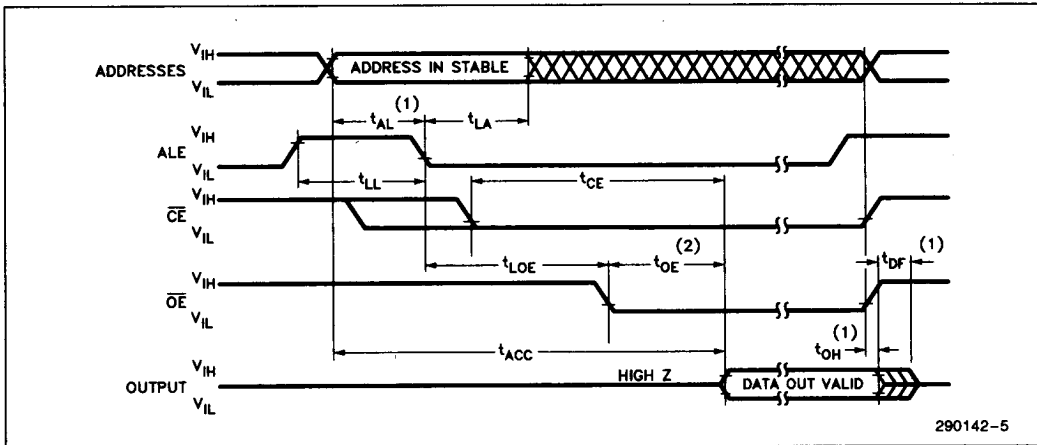 V_IH
ADDRESSES
ADDRESS IN STABLE
V_IL
t_AL (1)
t_LA
V_IH
ALE
V_IL
t_LL
t_CE
V_IH
CE
V_IL
t_LOE
t_OE (2)
t_DF (1)
V_IH
OE
V_IL
t_ACC
t_OH (1)
V_IH
OUTPUT
HIGH Z
DATA OUT VALID
V_IL
290142-5